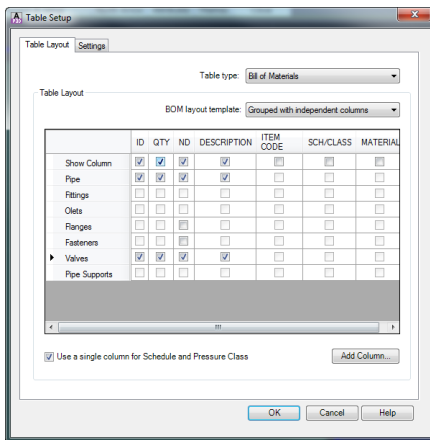 Table Setup
Table Layout Settings
Table type: Bill of Materials
Table Layout
BOM layout template: Grouped with independent columns
ID QTY ND DESCRIPTION ITEM CODE SCH/CLASS MATERIAL
Show Column
Pipe
Fittings
Olets
Flanges
Fasteners
Valves
Pipe Supports
Use a single column for Schedule and Pressure Class Add Column...
OK Cancel Help